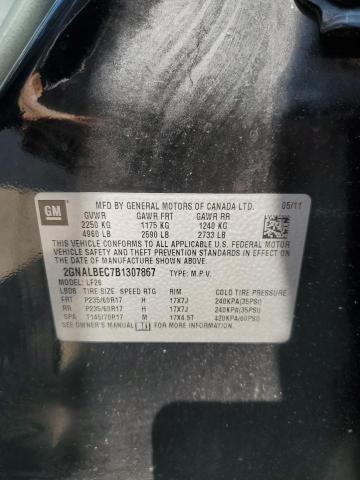 GM
MFD BY GENERAL MOTORS OF CANADA LTD. 05/11
GVWR GAWR FRT GAWR RR
2250 KG 1175 KG 1240 KG
4960 LB 2590 LB 2733 LB
THIS VEHICLE CONFORMS TO ALL APPLICABLE U.S. FEDERAL
MOTOR VEHICLE SAFETY, BUMPER, AND THEFT PREVENTION STANDARDS
IN EFFECT ON THE DATE OF MANUFACTURE SHOWN ABOVE.
2GNALBEC7B1307867 TYPE: M.P.V.
MODEL: LF26
TIRE SIZE SPEED RTG RIM COLD TIRE PRESSURE
FRT P235/60R17 H 17X7J 240KPA(35PSI)
RR P235/60R17 H 17X7J 240KPA(35PSI)
SPA T145/70R17 M 17X4.5T 420KPA(60PSI)
SEE OWNER'S MANUAL FOR ADDITIONAL INFORMATION.